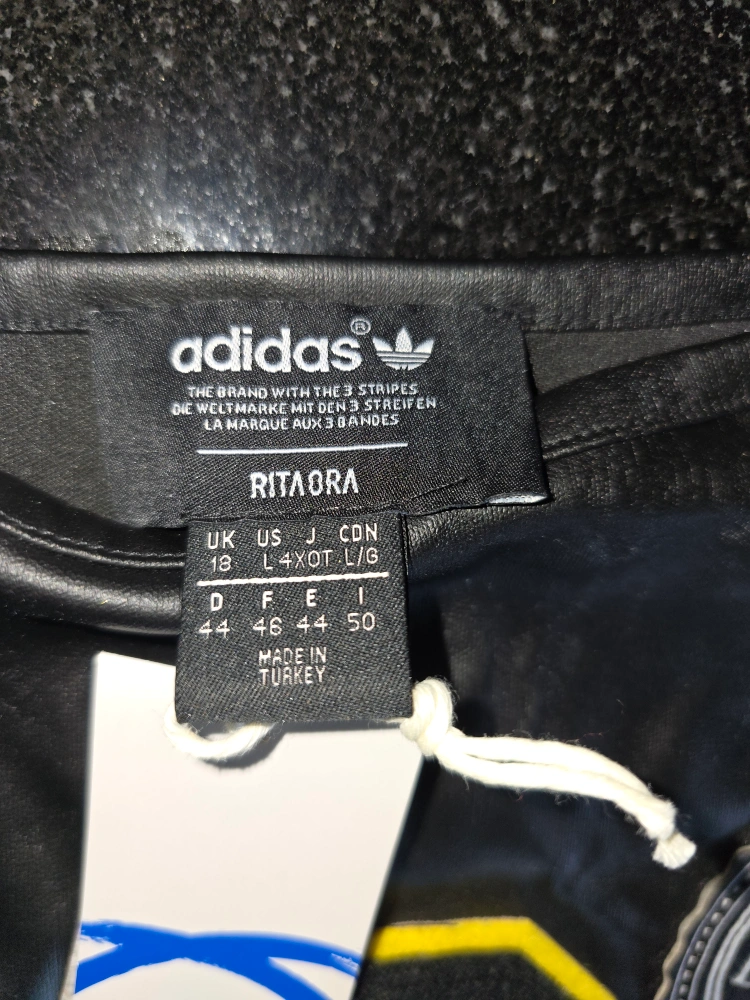 adidas®
THE BRAND WITH THE 3 STRIPES
DIE WELTMARKE MIT DEN 3 STREIFEN
LA MARQUE AUX 3 BANDES
RITA ORA
UK US J CDN
18 L 4XOT L/G
D F E I
44 46 44 50
MADE IN
TURKEY